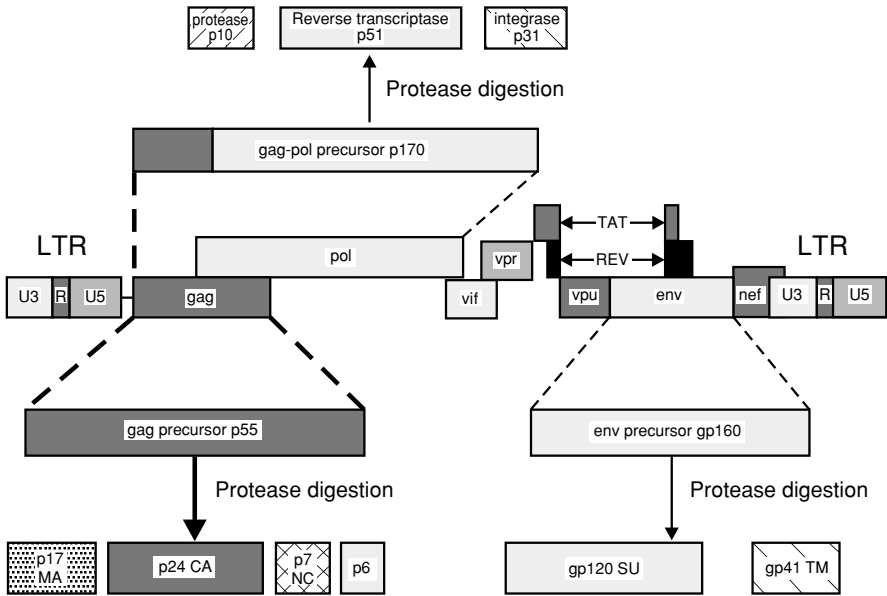 protease
p10
Reverse transcriptase
p51
integrase
p31
Protease digestion
gag-pol precursor p170
LTR
pol
vpr
TAT
REV
LTR
U3
R
U5
gag
vif
vpu
env
nef
U3
R
U5
gag precursor p55
env precursor gp160
Protease digestion
Protease digestion
p17
MA
p24 CA
p7
NC
p6
gp120 SU
gp41 TM